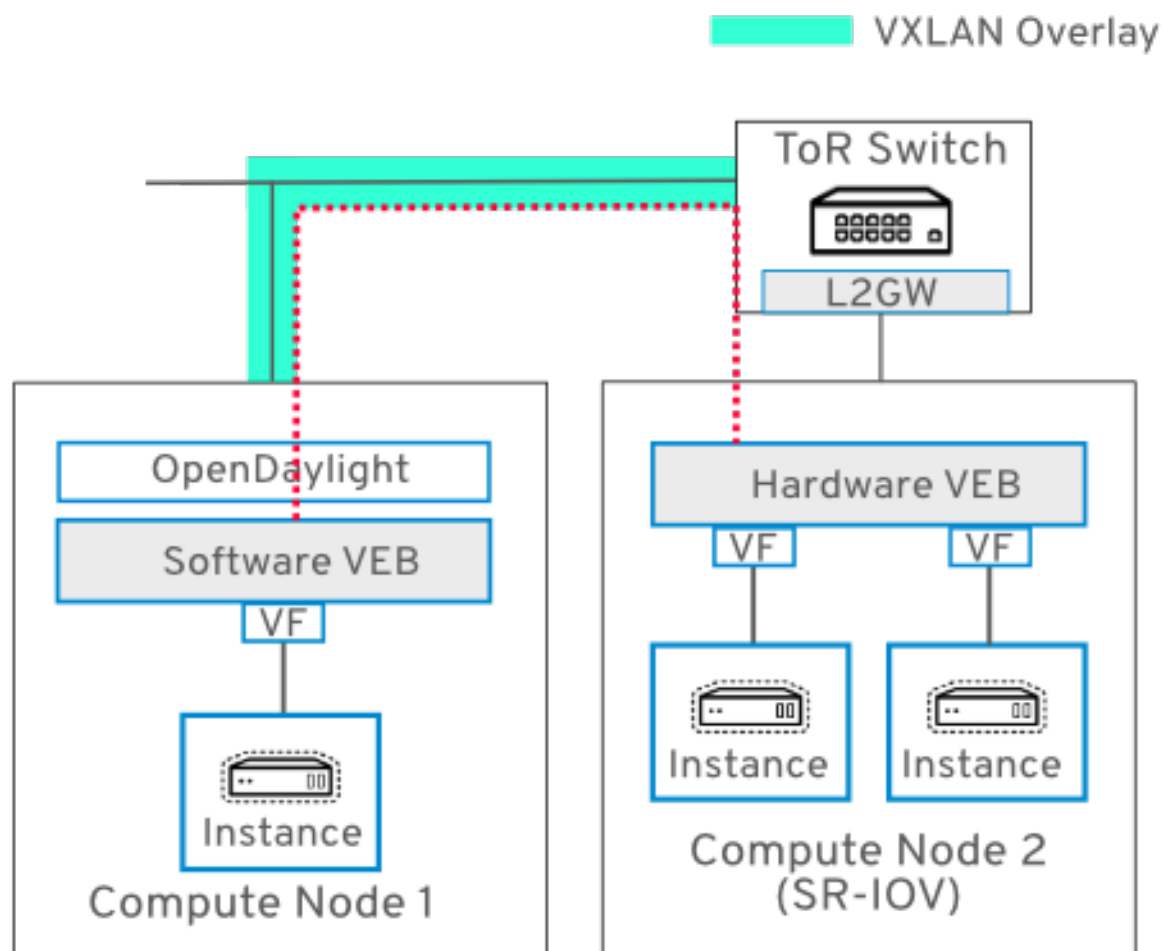 VXLAN Overlay
ToR Switch
L2GW
OpenDaylight
Software VEB
VF
Instance
Compute Node 1
Hardware VEB
VF
VF
Instance
Instance
Compute Node 2
(SR-IOV)